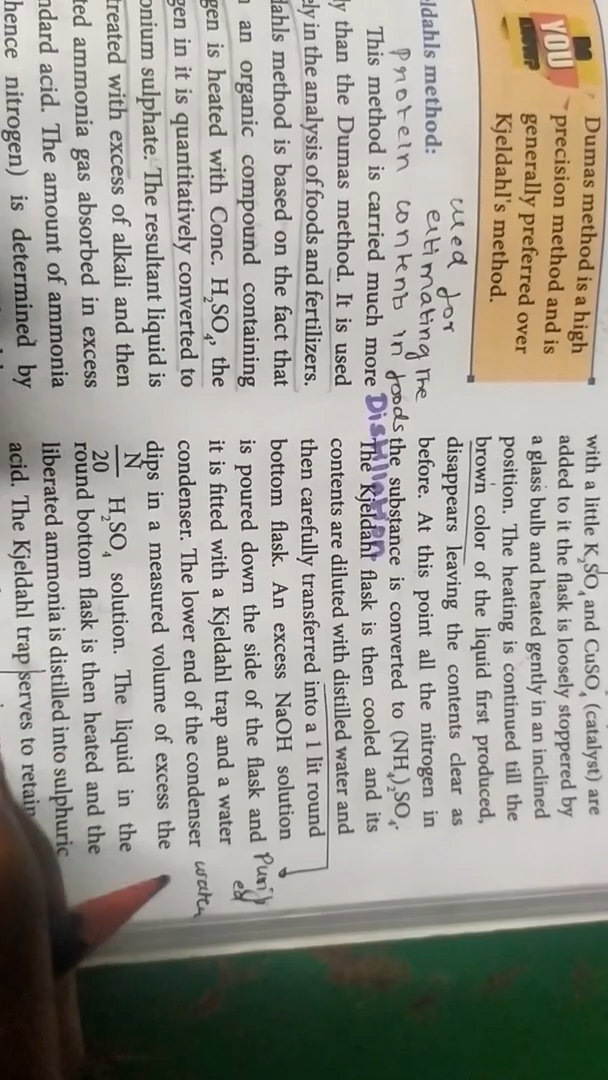 DO
YOU
Dumas method is a high
precision method and is
generally preferred over
Kjeldahl's method.
used for
estimating the
protein content in foods
eldahls method:
This method is carried much more
ly than the Dumas method. It is used
ely in the analysis of foods and fertilizers.
dahls method is based on the fact that
an organic compound containing
gen is heated with Conc. H₂SO₄, the
gen in it is quantitatively converted to
onium sulphate. The resultant liquid is
treated with excess of alkali and then
ted ammonia gas absorbed in excess
ndard acid. The amount of ammonia
hence nitrogen) is determined by
with a little K₂SO₄ and CuSO₄ (catalyst) are
added to it the flask is loosely stoppered by
a glass bulb and heated gently in an inclined
position. The heating is continued till the
brown color of the liquid first produced,
disappears leaving the contents clear as
before. At this point all the nitrogen in
the substance is converted to (NH₄)₂SO₄.
Distillation
The Kjeldahl flask is then cooled and its
contents are diluted with distilled water and
then carefully transferred into a 1 lit round
bottom flask. An excess NaOH solution
is poured down the side of the flask and
Purified
it is fitted with a Kjeldahl trap and a water
condenser. The lower end of the condenser
water
dips in a measured volume of excess the
N/20 H₂SO₄ solution. The liquid in the
round bottom flask is then heated and the
liberated ammonia is distilled into sulphuric
acid. The Kjeldahl trap serves to retain